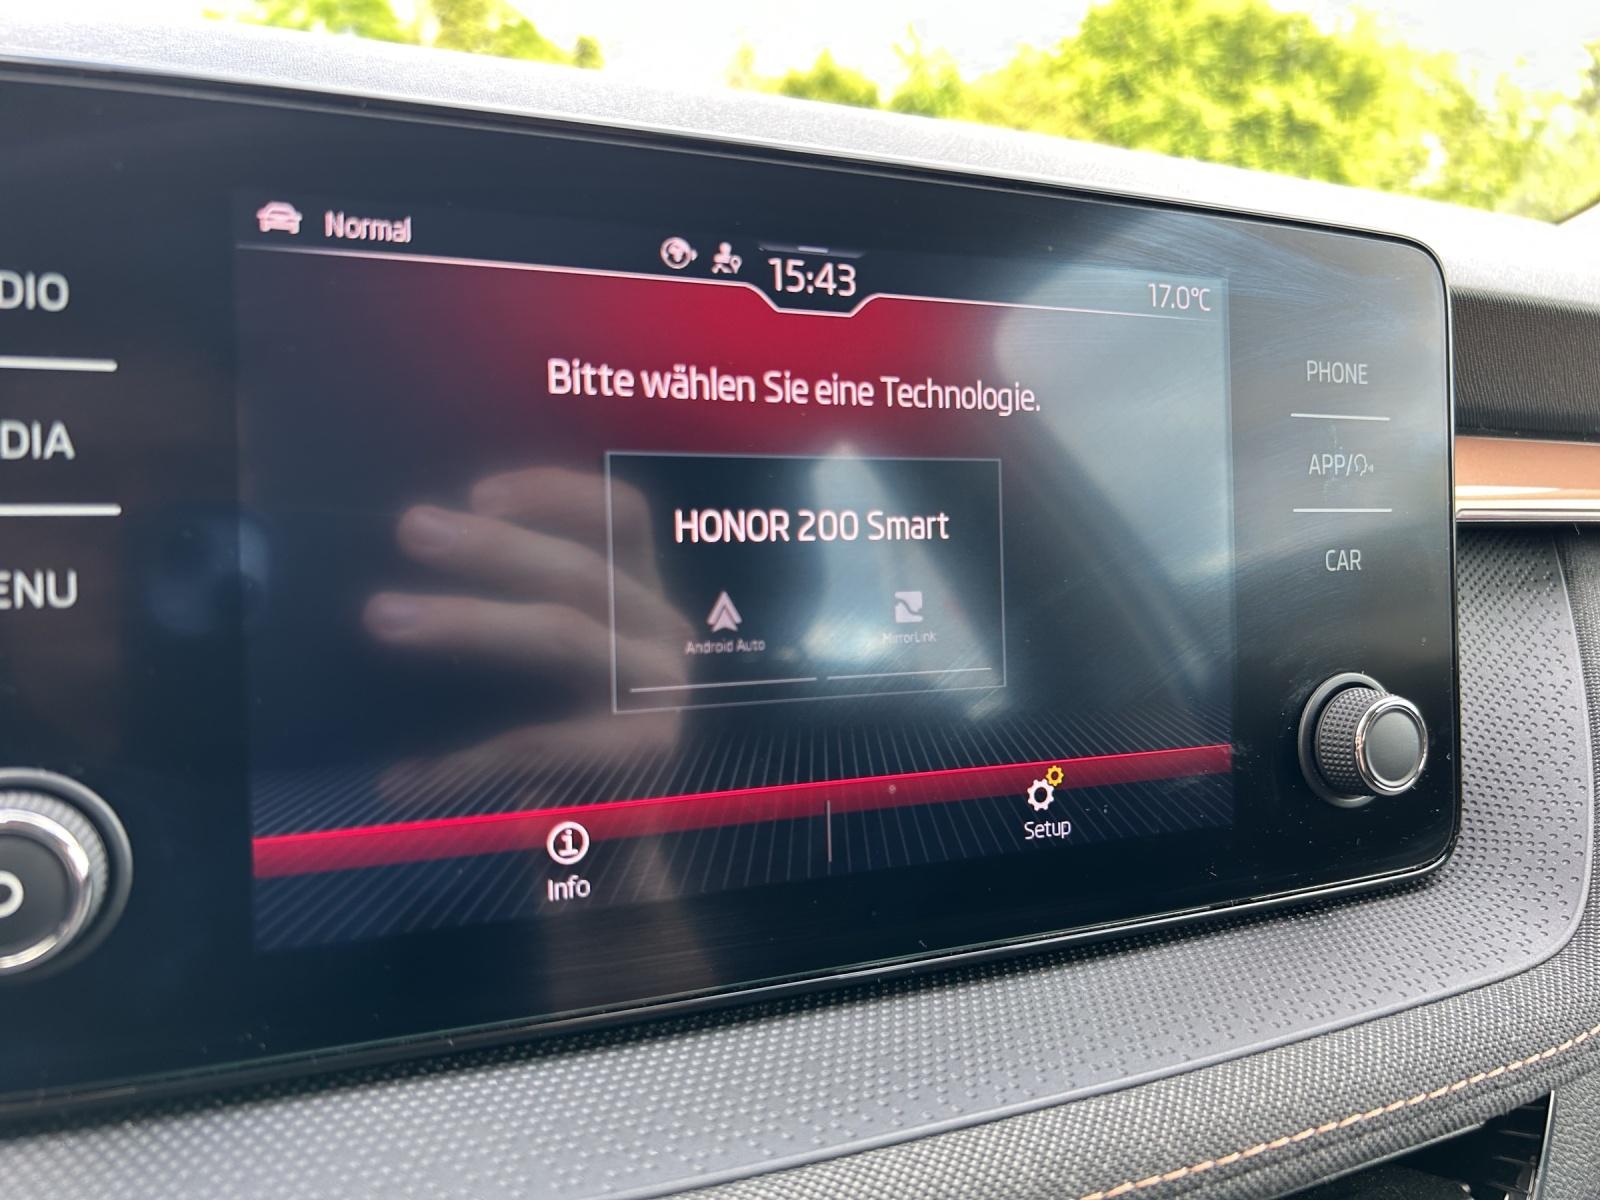 Normal
15:43
17.0°C
DIO
DIA
ENU
Bitte wählen Sie eine Technologie.
HONOR 200 Smart
Android Auto
MirrorLink
Info
Setup
PHONE
APP/
CAR